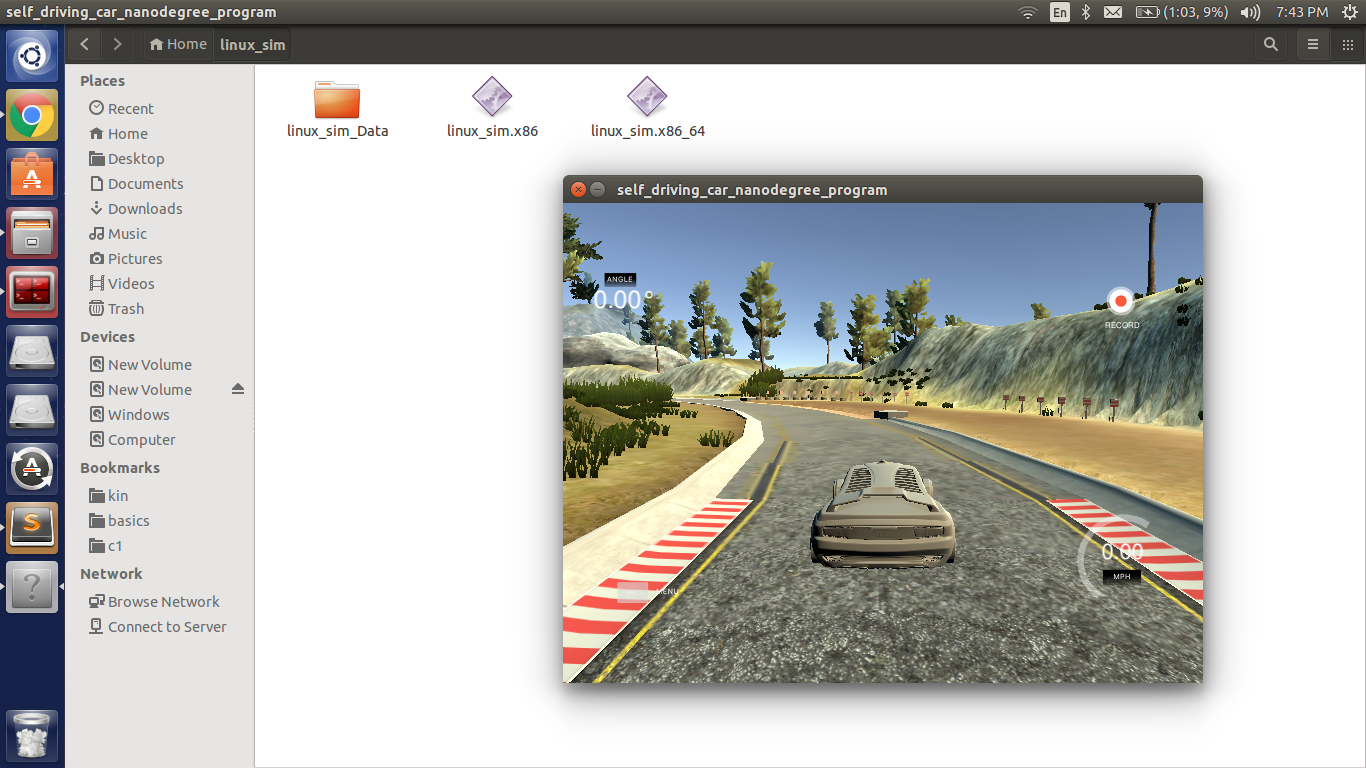 self_driving_car_nanodegree_program
En
(1:03, 9%)
7:43 PM
Home
linux_sim
Places
Recent
Home
Desktop
Documents
Downloads
Music
Pictures
Videos
Trash
Devices
New Volume
New Volume
Windows
Computer
Bookmarks
kin
basics
c1
Network
Browse Network
Connect to Server
linux_sim_Data
linux_sim.x86
linux_sim.x86_64
self_driving_car_nanodegree_program
ANGLE
0.00°
RECORD
0.00
MPH
MENU